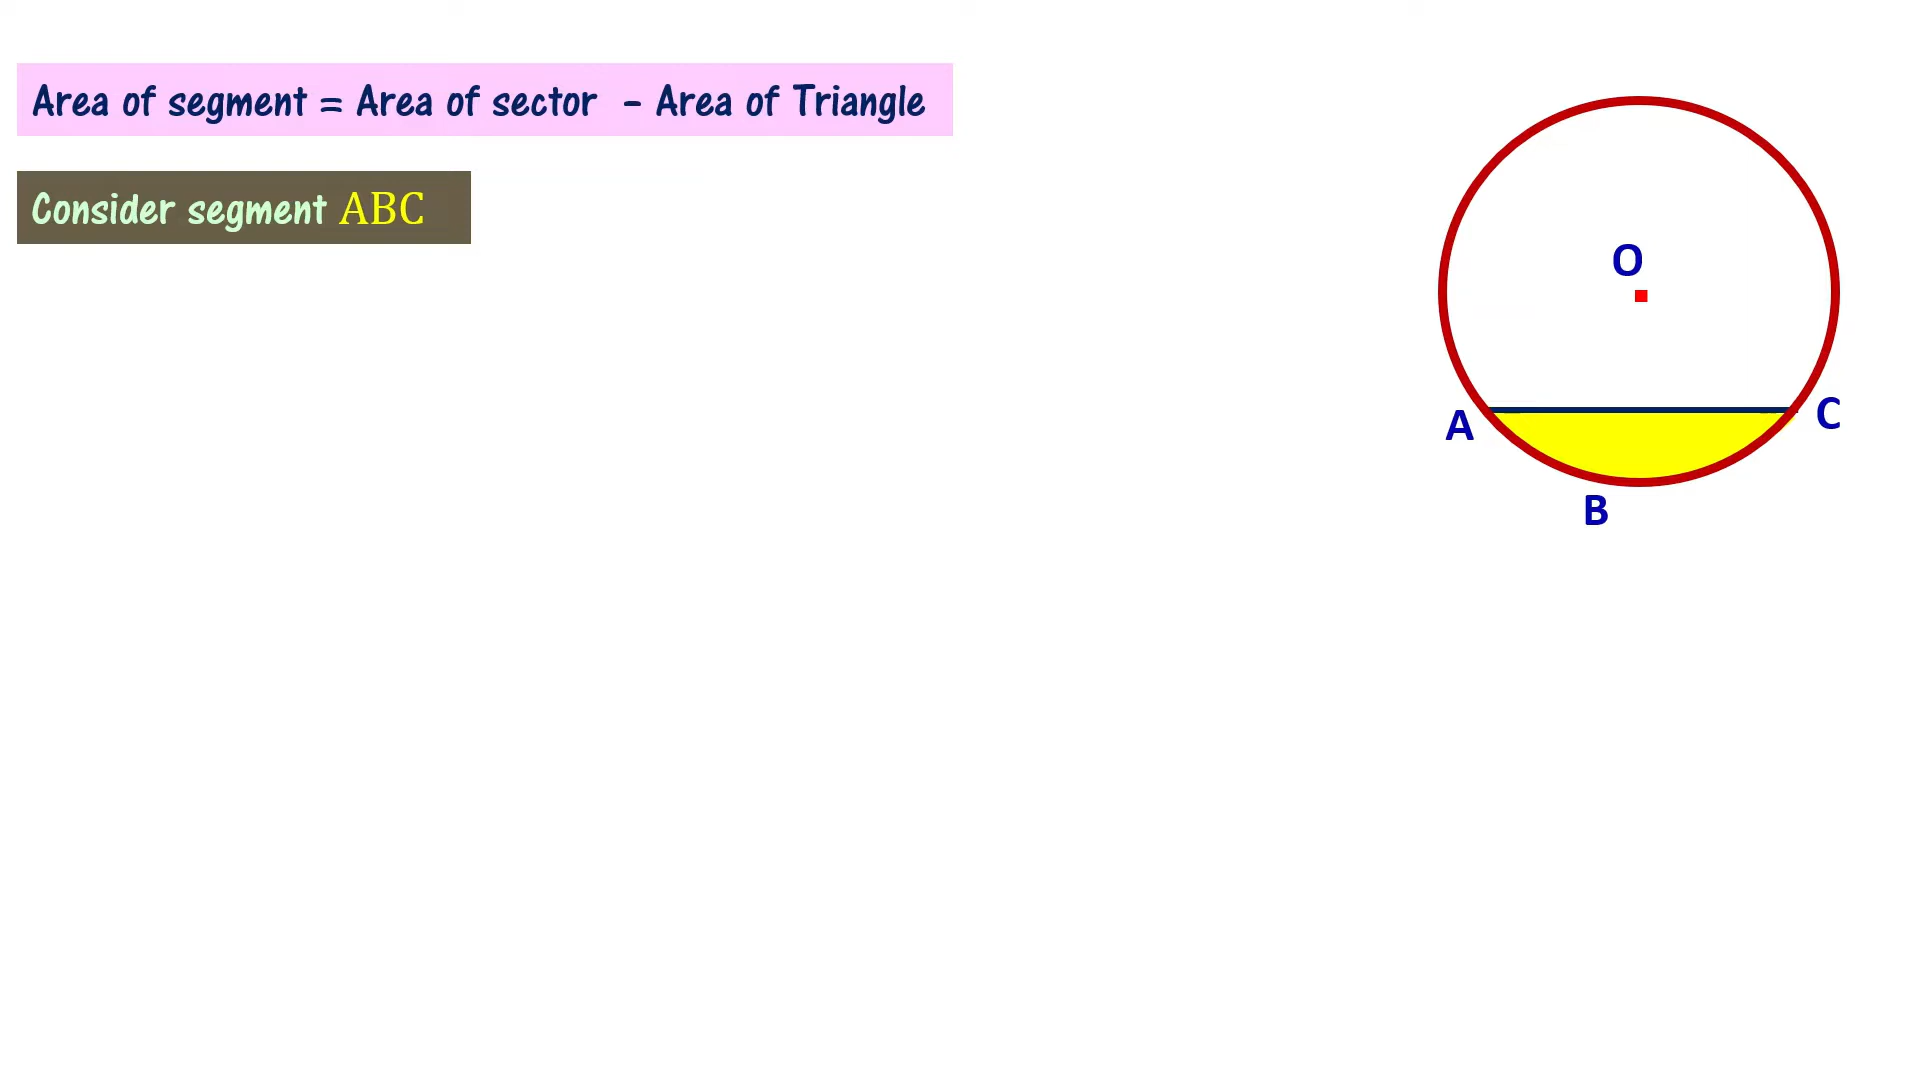 Area of segment = Area of sector - Area of Triangle
Consider segment ABC
O
A
C
B